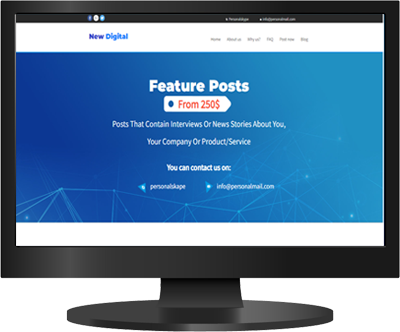 Personalskape info@personalmail.com
New Digital Home About us Why us? FAQ Post new Blog
Feature Posts
From 250$
Posts That Contain Interviews Or News Stories About You,
Your Company Or Product/Service
You can contact us on:
personalskape info@personalmail.com